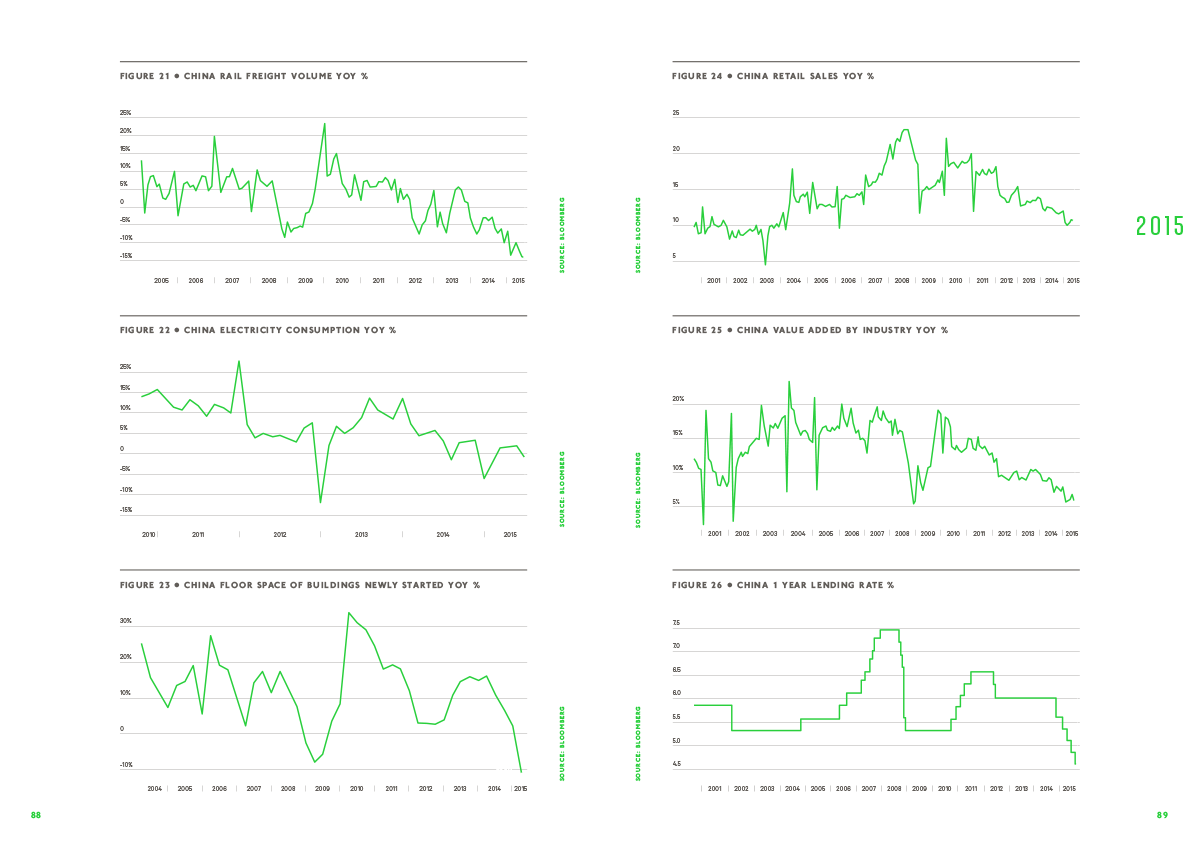 FIGURE 21 ● CHINA RAIL FREIGHT VOLUME YOY %
25%
20%
15%
10%
5%
0
-5%
-10%
-15%
2005 2006 2007 2008 2009 2010 2011 2012 2013 2014 2015
SOURCE: BLOOMBERG
FIGURE 22 ● CHINA ELECTRICITY CONSUMPTION YOY %
25%
15%
10%
5%
0
-5%
-10%
-15%
2010 2011 2012 2013 2014 2015
SOURCE: BLOOMBERG
FIGURE 23 ● CHINA FLOOR SPACE OF BUILDINGS NEWLY STARTED YOY %
30%
20%
10%
0
-10%
2004 2005 2006 2007 2008 2009 2010 2011 2012 2013 2014 2015
SOURCE: BLOOMBERG
88
FIGURE 24 ● CHINA RETAIL SALES YOY %
25
20
15
10
5
2001 2002 2003 2004 2005 2006 2007 2008 2009 2010 2011 2012 2013 2014 2015
SOURCE: BLOOMBERG
2015
FIGURE 25 ● CHINA VALUE ADDED BY INDUSTRY YOY %
20%
15%
10%
5%
2001 2002 2003 2004 2005 2006 2007 2008 2009 2010 2011 2012 2013 2014 2015
SOURCE: BLOOMBERG
FIGURE 26 ● CHINA 1 YEAR LENDING RATE %
7.5
7.0
6.5
6.0
5.5
5.0
4.5
2001 2002 2003 2004 2005 2006 2007 2008 2009 2010 2011 2012 2013 2014 2015
SOURCE: BLOOMBERG
89